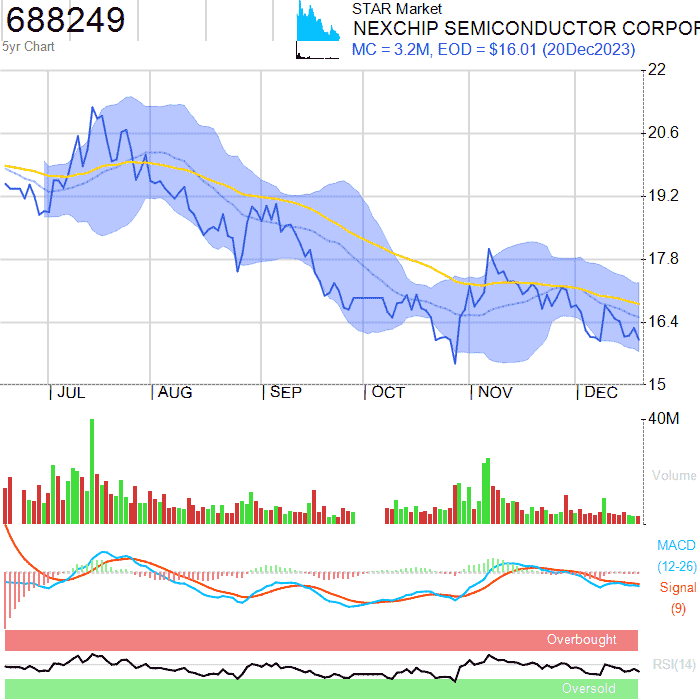 688249
5yr Chart
STAR Market
NEXCHIP SEMICONDUCTOR CORPOR
MC = 3.2M, EOD = $16.01 (20Dec2023)
22
20.6
19.2
17.8
16.4
15
JUL
AUG
SEP
OCT
NOV
DEC
40M
Volume
MACD
(12-26)
Signal
(9)
Overbought
RSI(14)
Oversold